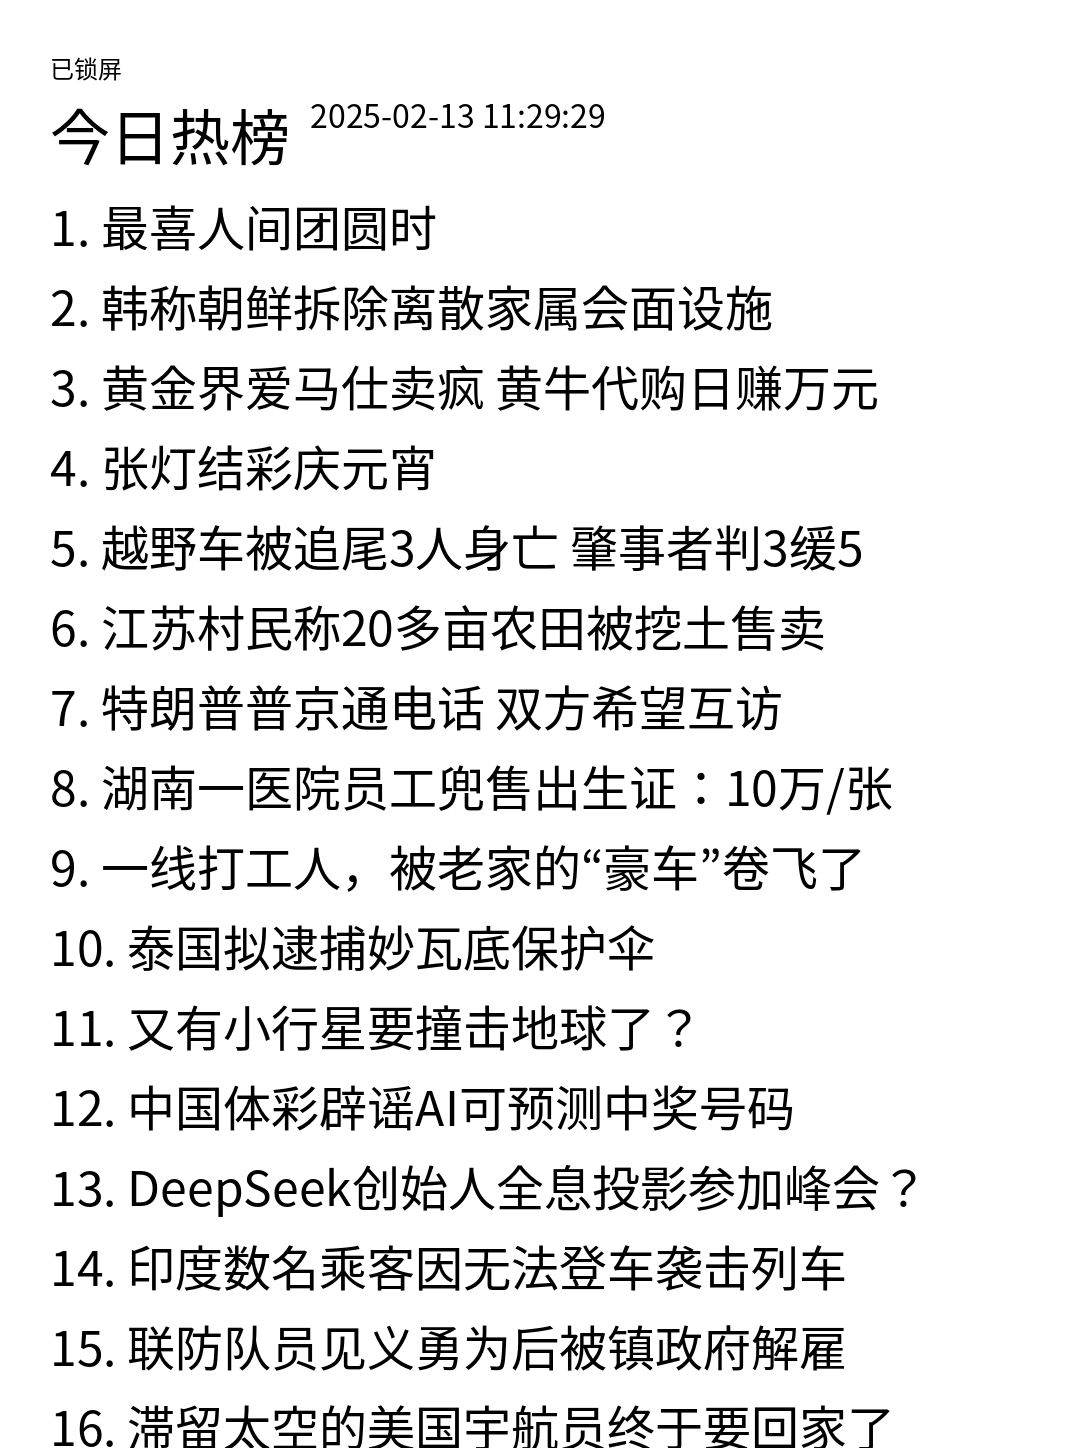 已锁屏
今日热榜 2025-02-13 11:29:29
1. 最喜人间团圆时
2. 韩称朝鲜拆除离散家属会面设施
3. 黄金界爱马仕卖疯 黄牛代购日赚万元
4. 张灯结彩庆元宵
5. 越野车被追尾3人身亡 肇事者判3缓5
6. 江苏村民称20多亩农田被挖土售卖
7. 特朗普普京通电话 双方希望互访
8. 湖南一医院员工兜售出生证：10万/张
9. 一线打工人，被老家的“豪车”卷飞了
10. 泰国拟逮捕妙瓦底保护伞
11. 又有小行星要撞击地球了？
12. 中国体彩辟谣AI可预测中奖号码
13. DeepSeek创始人全息投影参加峰会？
14. 印度数名乘客因无法登车袭击列车
15. 联防队员见义勇为后被镇政府解雇
16. 滞留太空的美国宇航员终于要回家了